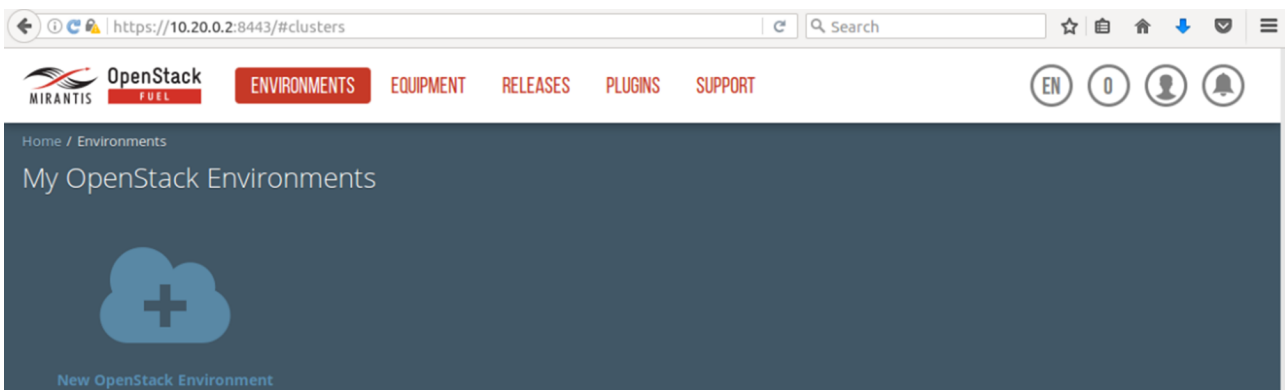 https://10.20.0.2:8443/#clusters Search
MIRANTIS OpenStack FUEL ENVIRONMENTS EQUIPMENT RELEASES PLUGINS SUPPORT EN 0
Home / Environments
My OpenStack Environments
New OpenStack Environment